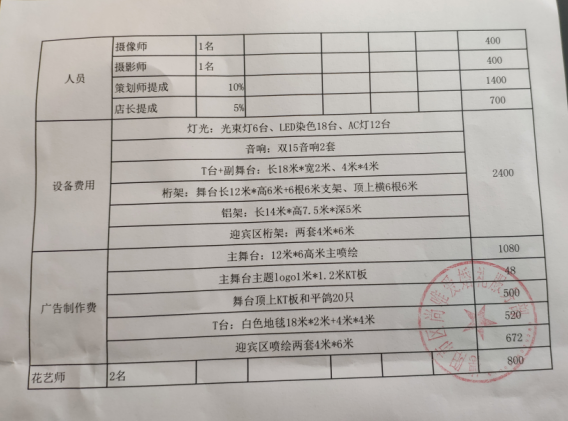 人员
摄像师 1名 400
摄影师 1名 400
策划师提成 10% 1400
店长提成 5% 700
设备费用
灯光：光束灯6台、LED染色18台、AC灯12台
音响：双15音响2套
T台+副舞台：长18米*宽2米、4米*4米
2400
桁架：舞台长12米*高6米+6根6米支架、顶上横6根6米
铝架：长14米*高7.5米*深5米
迎宾区桁架：两套4米*6米
广告制作费
主舞台：12米*6高米主喷绘 1080
主舞台主题logo1米*1.2米KT板 48
舞台顶上KT板和平鸽20只 500
T台：白色地毯18米*2米+4米*4米 520
迎宾区喷绘两套4米*6米 672
花艺师 2名 800